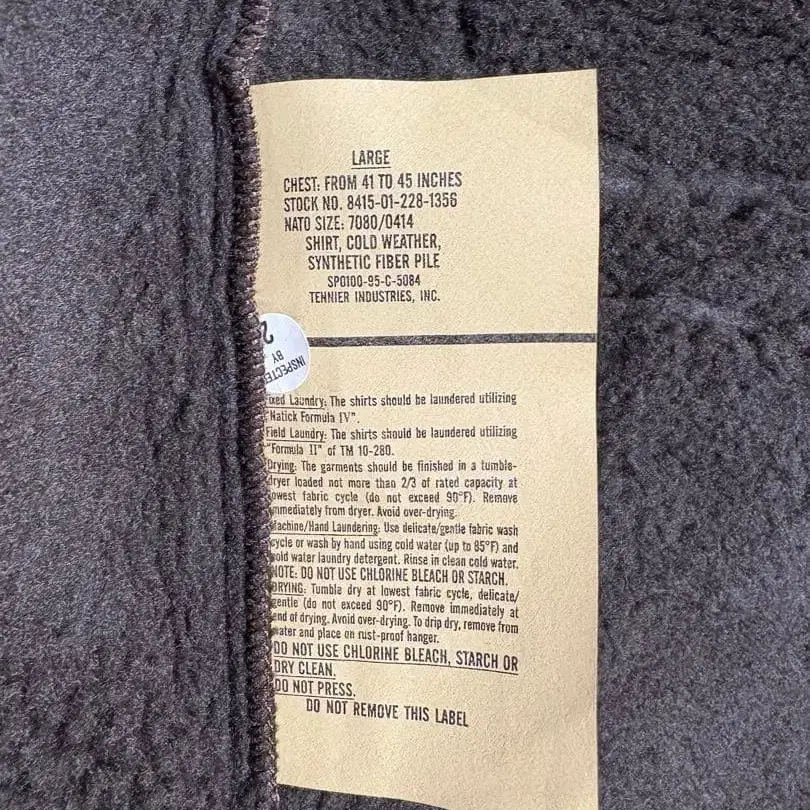 LARGE
CHEST: FROM 41 TO 45 INCHES
STOCK NO. 8415-01-228-1356
NATO SIZE: 7080/0414
SHIRT, COLD WEATHER,
SYNTHETIC FIBER PILE
SPO100-95-C-5084
TENNIER INDUSTRIES, INC.
2
INSPECTE
BY
ixed Laundry: The shirts should be laundered utilizing
"Natick Formula IV".
Field Laundry: The shirts should be laundered utilizing
"Formula II" of TM 10-280.
Drying: The garments should be finished in a tumble-
dryer loaded not more than 2/3 of rated capacity at
owest fabric cycle (do not exceed 90°F). Remove
mmediately from dryer. Avoid over-drying.
Machine/Hand Laundering: Use delicate/gentle fabric wash
cycle or wash by hand using cold water (up to 85°F) and
old water laundry detergent. Rinse in clean cold water.
NOTE: DO NOT USE CHLORINE BLEACH OR STARCH.
DRYING: Tumble dry at lowest fabric cycle, delicate/
gentle (do not exceed 90°F). Remove immediately at
end of drying. Avoid over-drying. To drip dry, remove from
water and place on rust-proof hanger.
DO NOT USE CHLORINE BLEACH, STARCH OR
DRY CLEAN.
DO NOT PRESS.
DO NOT REMOVE THIS LABEL